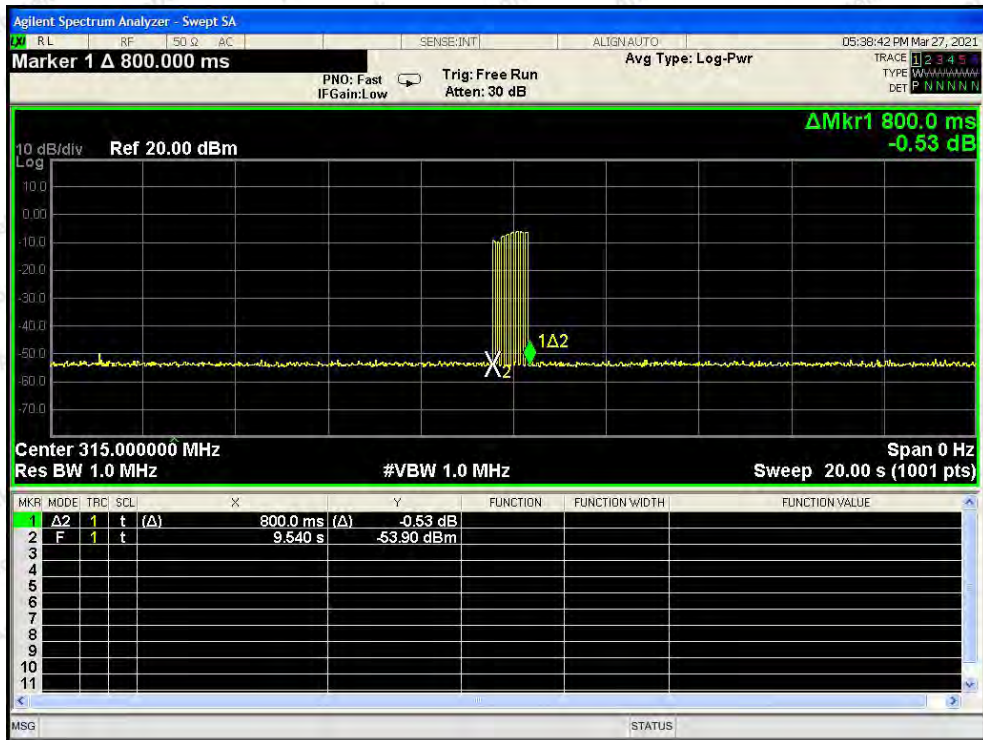 Agilent Spectrum Analyzer - Swept SA
LXI RL RF 50 Ω AC SENSE:INT ALIGNAUTO 05:38:42 PM Mar 27, 2021
Marker 1 Δ 800.000 ms
PNO: Fast
IFGain:Low
Trig: Free Run
Atten: 30 dB
Avg Type: Log-Pwr
TRACE 1 2 3 4 5 6
TYPE WWWWWWW
DET P N N N N N
ΔMkr1 800.0 ms
-0.53 dB
10 dB/div Ref 20.00 dBm
Log
10.0
0.00
-10.0
-20.0
-30.0
-40.0
-50.0
-60.0
-70.0
1Δ2
X2
Center 315.000000 MHz Span 0 Hz
Res BW 1.0 MHz #VBW 1.0 MHz Sweep 20.00 s (1001 pts)
MKR MODE TRC SCL X Y FUNCTION FUNCTION WIDTH FUNCTION VALUE
1 Δ2 1 t (Δ) 800.0 ms (Δ) -0.53 dB
2 F 1 t 9.540 s -53.90 dBm
3
4
5
6
7
8
9
10
11
MSG STATUS